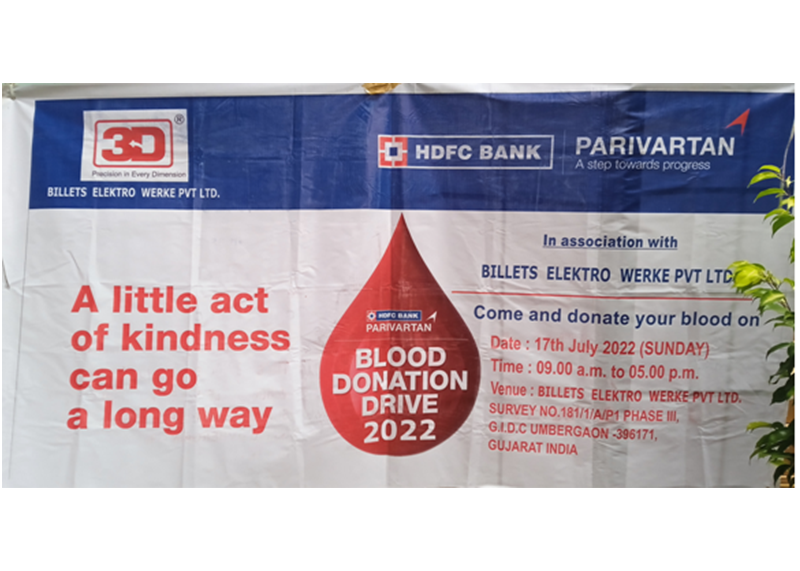 3D
®
Precision in Every Dimension
BILLETS ELEKTRO WERKE PVT LTD.
HDFC BANK
PARIVARTAN
A step towards progress
A little act
of kindness
can go
a long way
HDFC BANK
PARIVARTAN
BLOOD
DONATION
DRIVE
2022
In association with
BILLETS ELEKTRO WERKE PVT LTD
Come and donate your blood on
Date : 17th July 2022 (SUNDAY)
Time : 09.00 a.m. to 05.00 p.m.
Venue : BILLETS ELEKTRO WERKE PVT LTD.
SURVEY NO.181/1/A/P1 PHASE III,
G.I.D.C UMBERGAON -396171,
GUJARAT INDIA